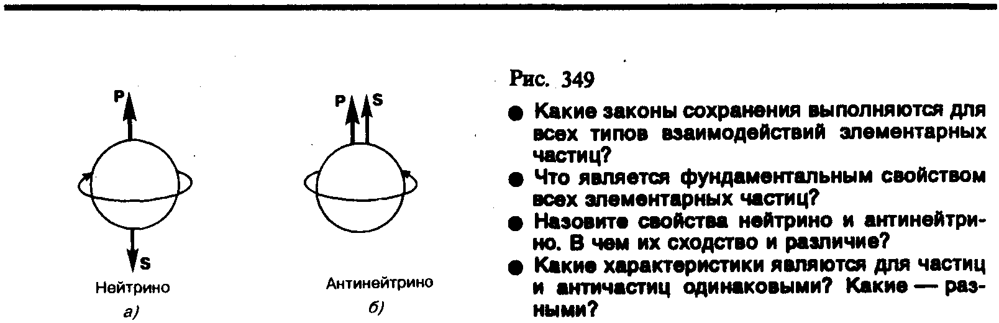 P
S
Нейтрино
а)
P
S
Антинейтрино
б)
Рис. 349
● Какие законы сохранения выполняются для
всех типов взаимодействий элементарных
частиц?
● Что является фундаментальным свойством
всех элементарных частиц?
● Назовите свойства нейтрино и антинейтри-
но. В чем их сходство и различие?
● Какие характеристики являются для частиц
и античастиц одинаковыми? Какие — раз-
ными?